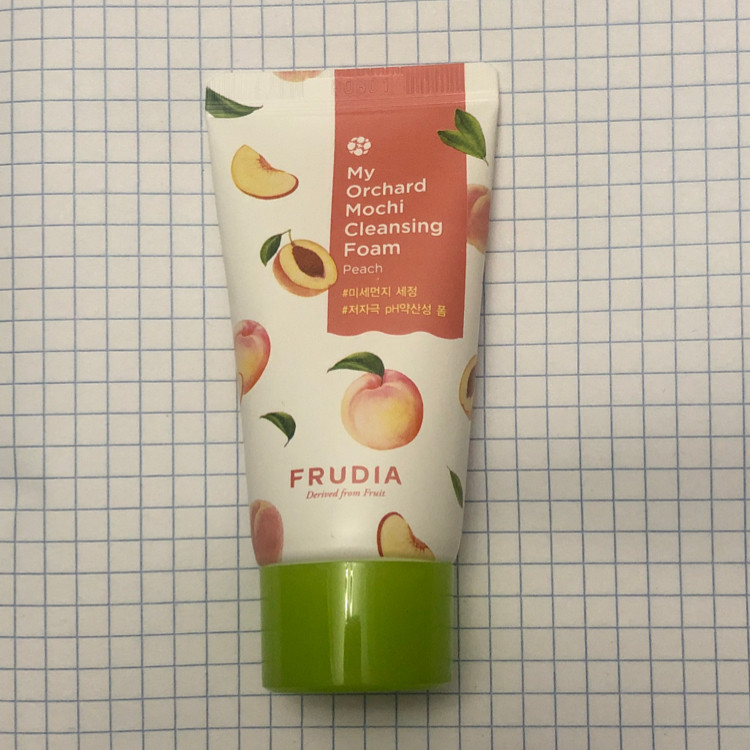 My
Orchard
Mochi
Cleansing
Foam
Peach
#미세먼지 세정
#저자극 pH약산성 폼
FRUDIA
Derived from Fruit